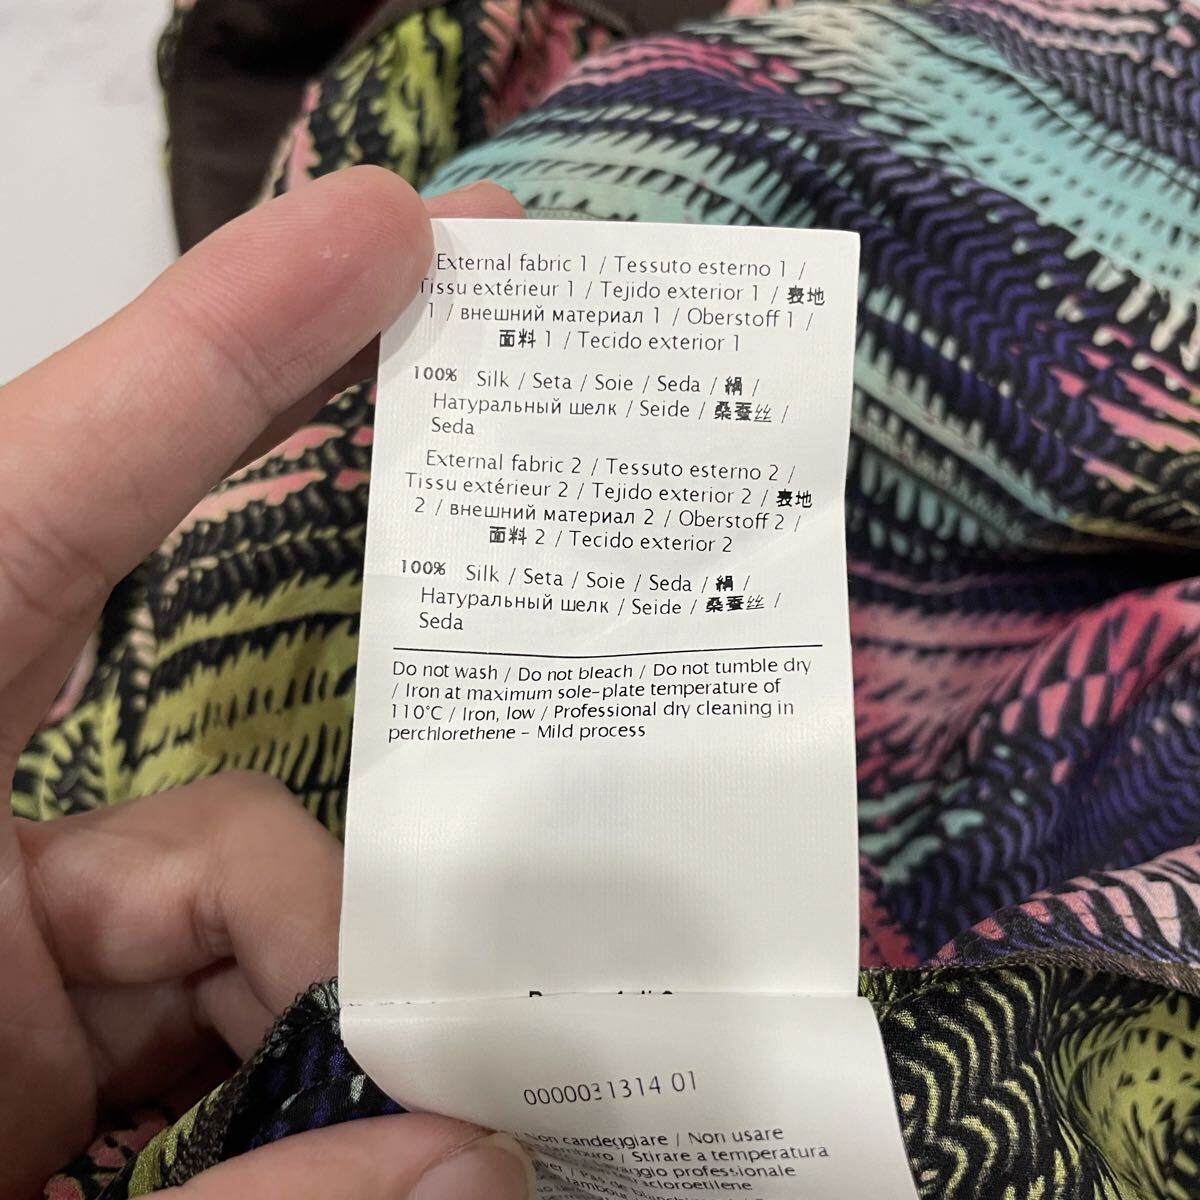 External fabric 1 / Tessuto esterno 1 /
Tissu extérieur 1 / Tejido exterior 1 / 表地
1 / внешний материал 1 / Oberstoff 1 /
面料 1 / Tecido exterior 1
100% Silk / Seta / Soie / Seda / 絹 /
Натуральный шелк / Seide / 桑蚕丝 /
Seda
External fabric 2 / Tessuto esterno 2 /
Tissu extérieur 2 / Tejido exterior 2 / 表地
2 / внешний материал 2 / Oberstoff 2 /
面料 2 / Tecido exterior 2
100% Silk / Seta / Soie / Seda / 絹 /
Натуральный шелк / Seide / 桑蚕丝 /
Seda
Do not wash / Do not bleach / Do not tumble dry
/ Iron at maximum sole-plate temperature of
110°C / Iron, low / Professional dry cleaning in
perchlorethene - Mild process
0000031314 01
candeggiare / Non usare
/ Stirare a temperatura
professionale